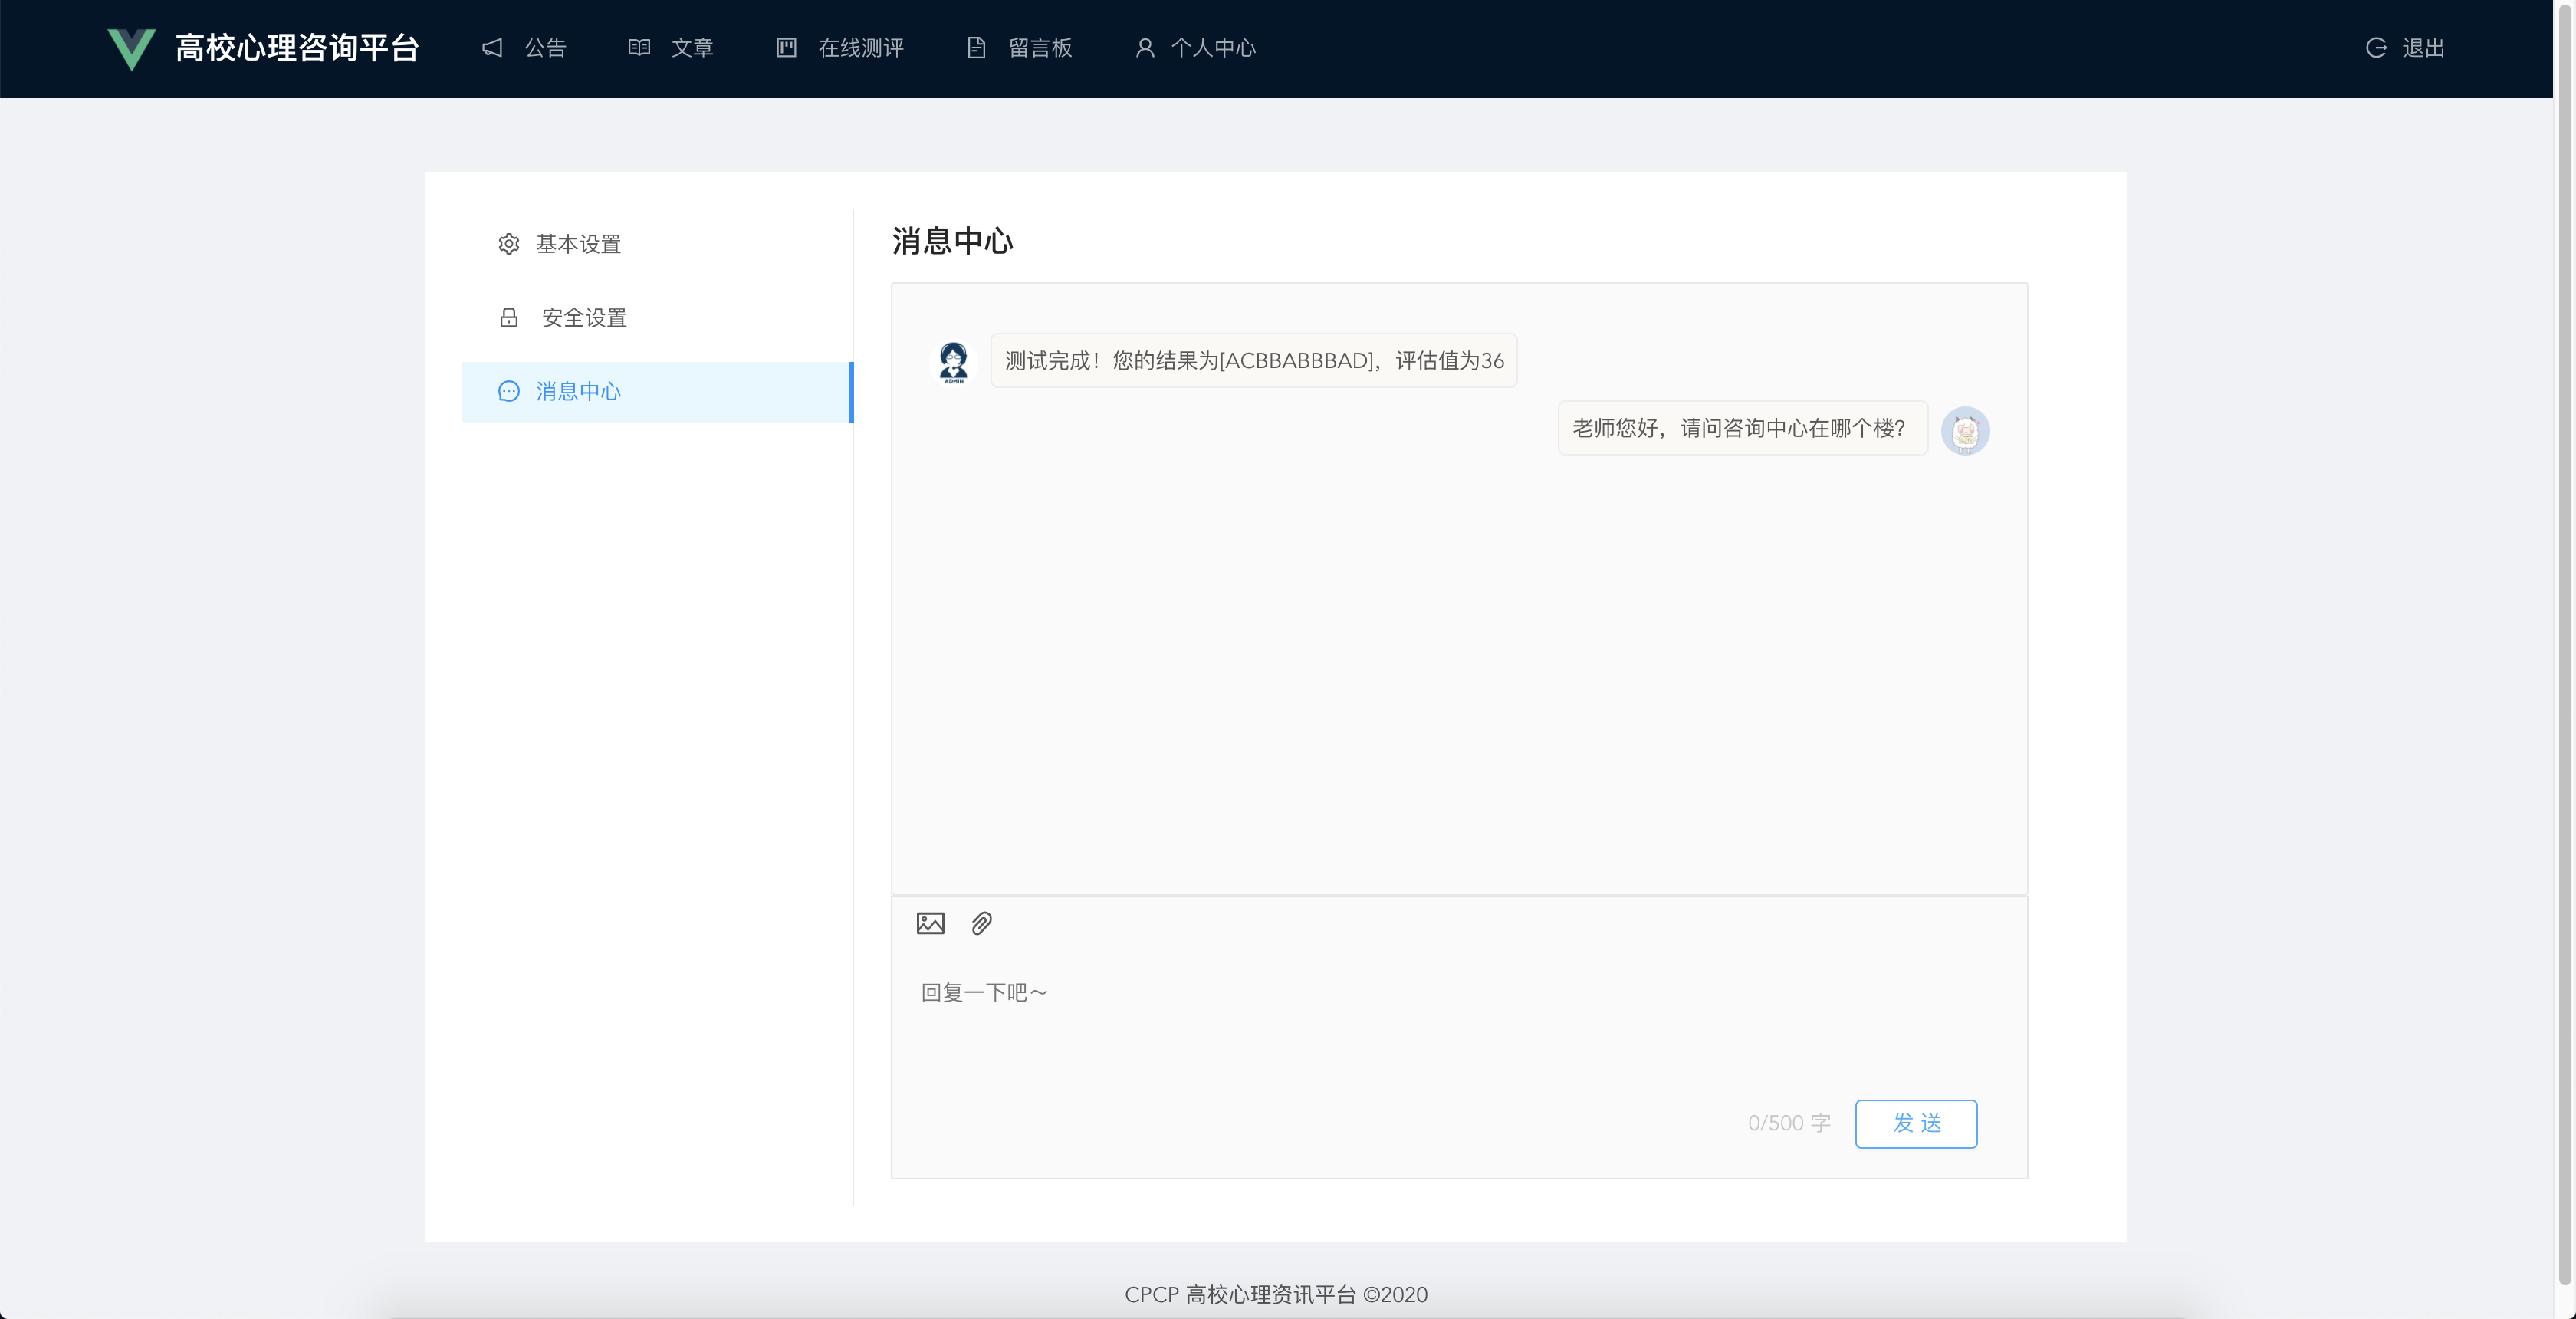 高校心理咨询平台 公告 文章 在线测评 留言板 个人中心 退出
基本设置
安全设置
消息中心
消息中心
ADMIN
测试完成！您的结果为[ACBBABBBAD]，评估值为36
老师您好，请问咨询中心在哪个楼？
回复一下吧～
0/500 字
发 送
CPCP 高校心理资讯平台 ©2020